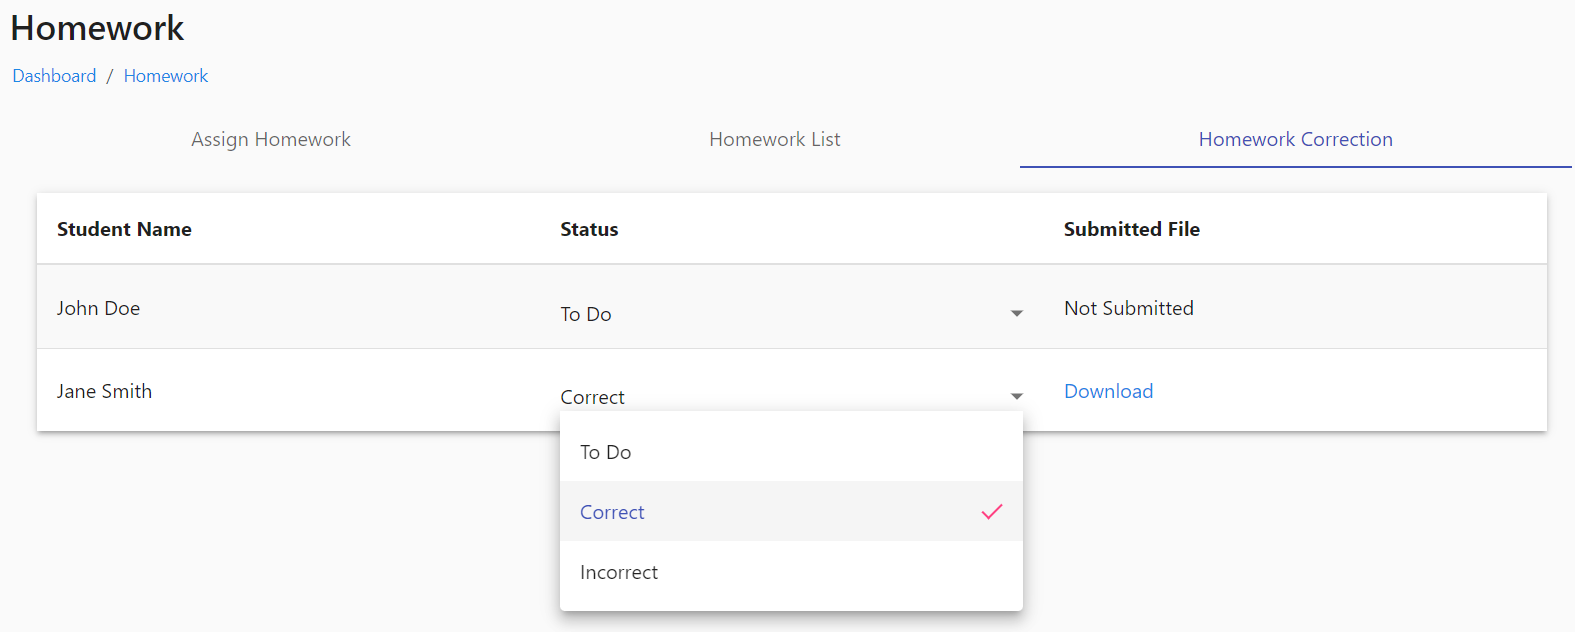 Homework
Dashboard / Homework
Assign Homework Homework List Homework Correction
Student Name Status Submitted File
John Doe To Do Not Submitted
Jane Smith Correct Download
To Do
Correct
Incorrect